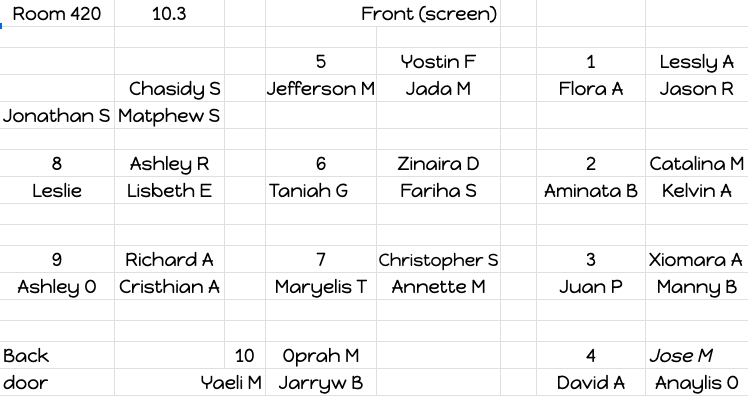 Room 420 10.3 Front (screen)
5 Yostin F 1 Lessly A
Chasidy S Jefferson M Jada M Flora A Jason R
Jonathan S Matphew S
8 Ashley R 6 Zinaira D 2 Catalina M
Leslie Lisbeth E Taniah G Fariha S Aminata B Kelvin A
9 Richard A 7 Christopher S 3 Xiomara A
Ashley O Cristhian A Maryelis T Annette M Juan P Manny B
Back 10 Oprah M 4 Jose M
door Yaeli M Jarryw B David A Anaylis O